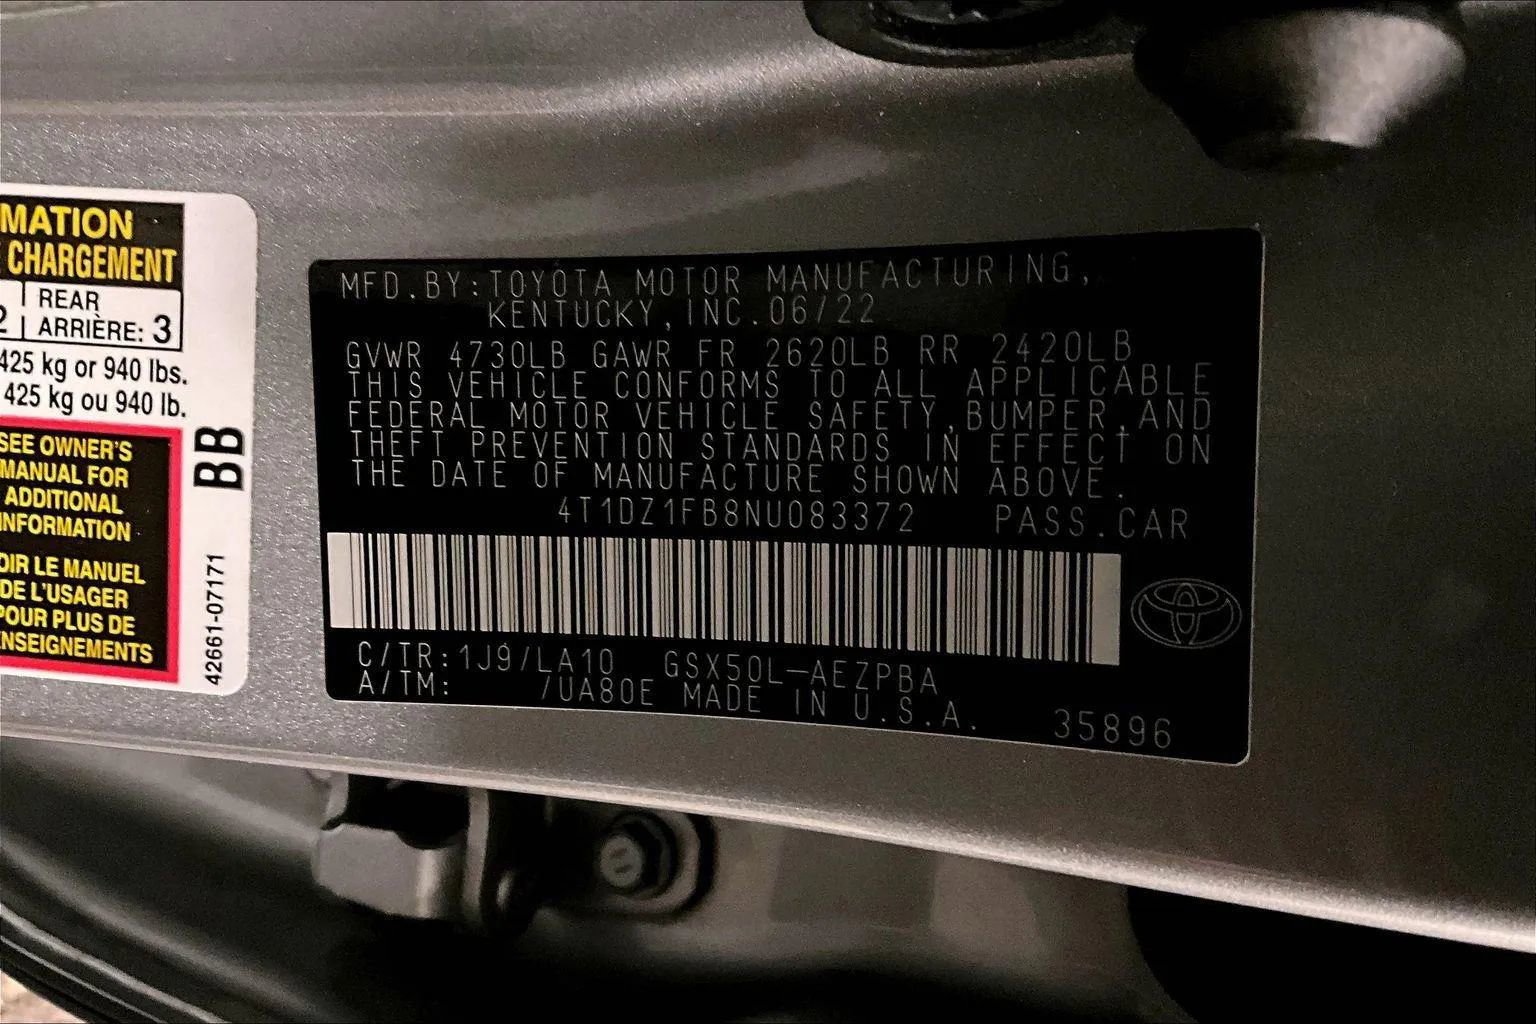 MATION
CHARGEMENT
2 | REAR
ARRIÈRE: 3
425 kg or 940 lbs.
425 kg ou 940 lb.
SEE OWNER'S
MANUAL FOR
ADDITIONAL
INFORMATION
OIR LE MANUEL
DE L'USAGER
POUR PLUS DE
ENSEIGNEMENTS
BB
42661-07171
MFD.BY:TOYOTA MOTOR MANUFACTURING,
KENTUCKY,INC.06/22
GVWR 4730LB GAWR FR 2620LB RR 2420LB
THIS VEHICLE CONFORMS TO ALL APPLICABLE
FEDERAL MOTOR VEHICLE SAFETY,BUMPER,AND
THEFT PREVENTION STANDARDS IN EFFECT ON
THE DATE OF MANUFACTURE SHOWN ABOVE.
4T1DZ1FB8NU083372 PASS.CAR
C/TR:1J9/LA10 GSX50L-AEZPBA
A/TM: /UA80E MADE IN U.S.A. 35896